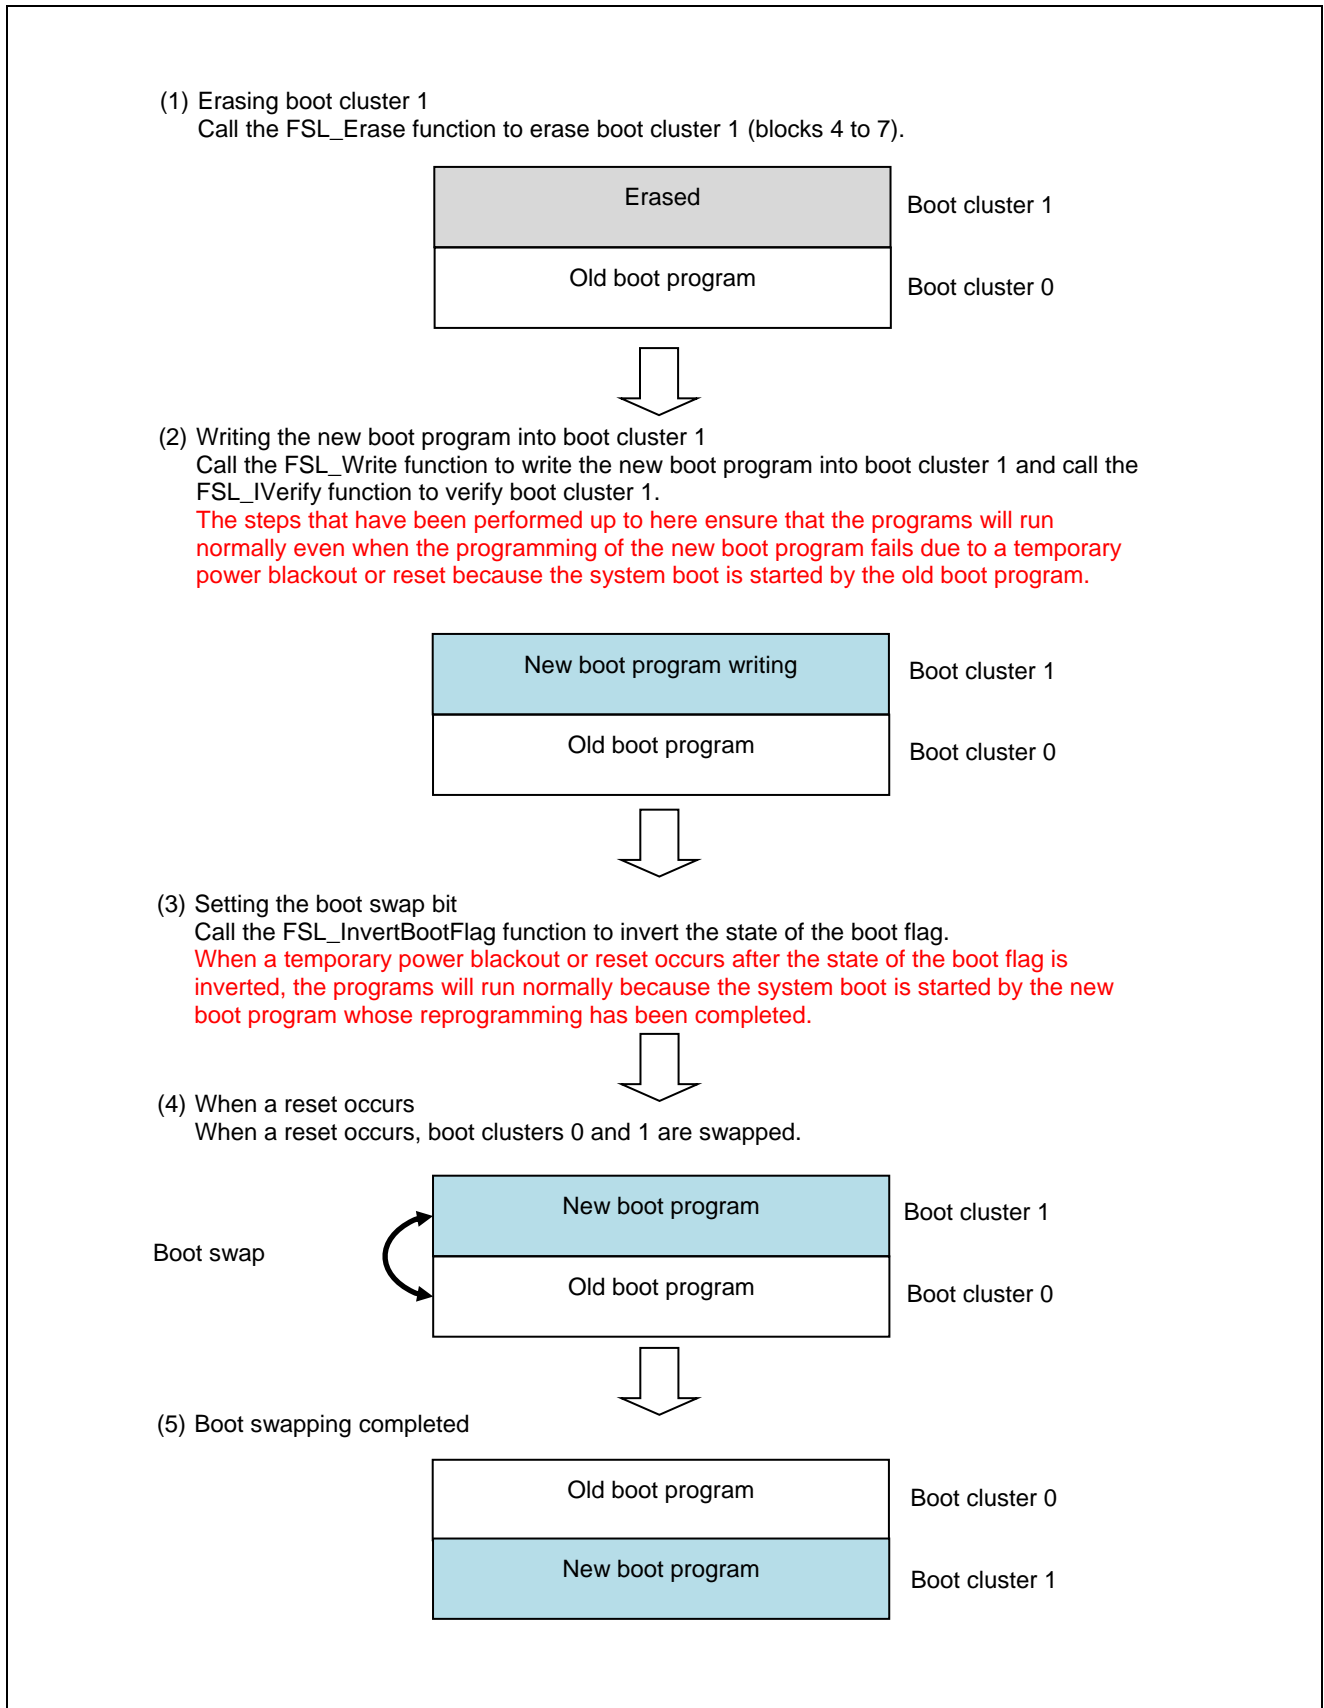 (1) Erasing boot cluster 1
Call the FSL_Erase function to erase boot cluster 1 (blocks 4 to 7).
Erased
Boot cluster 1
Old boot program
Boot cluster 0
(2) Writing the new boot program into boot cluster 1
Call the FSL_Write function to write the new boot program into boot cluster 1 and call the
FSL_IVerify function to verify boot cluster 1.
The steps that have been performed up to here ensure that the programs will run
normally even when the programming of the new boot program fails due to a temporary
power blackout or reset because the system boot is started by the old boot program.
New boot program writing
Boot cluster 1
Old boot program
Boot cluster 0
(3) Setting the boot swap bit
Call the FSL_InvertBootFlag function to invert the state of the boot flag.
When a temporary power blackout or reset occurs after the state of the boot flag is
inverted, the programs will run normally because the system boot is started by the new
boot program whose reprogramming has been completed.
(4) When a reset occurs
When a reset occurs, boot clusters 0 and 1 are swapped.
New boot program
Boot cluster 1
Boot swap
Old boot program
Boot cluster 0
(5) Boot swapping completed
Old boot program
Boot cluster 0
New boot program
Boot cluster 1